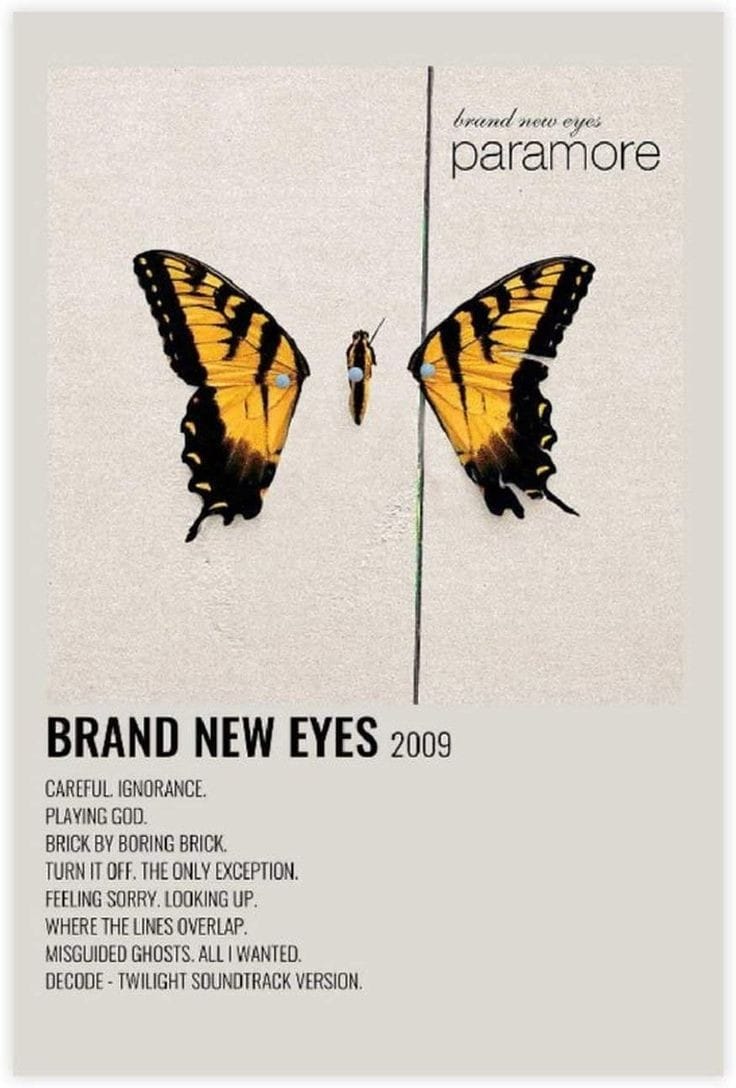 brand new eyes
paramore
BRAND NEW EYES 2009
CAREFUL. IGNORANCE.
PLAYING GOD.
BRICK BY BORING BRICK.
TURN IT OFF. THE ONLY EXCEPTION.
FEELING SORRY. LOOKING UP.
WHERE THE LINES OVERLAP.
MISGUIDED GHOSTS. ALL I WANTED.
DECODE - TWILIGHT SOUNDTRACK VERSION.